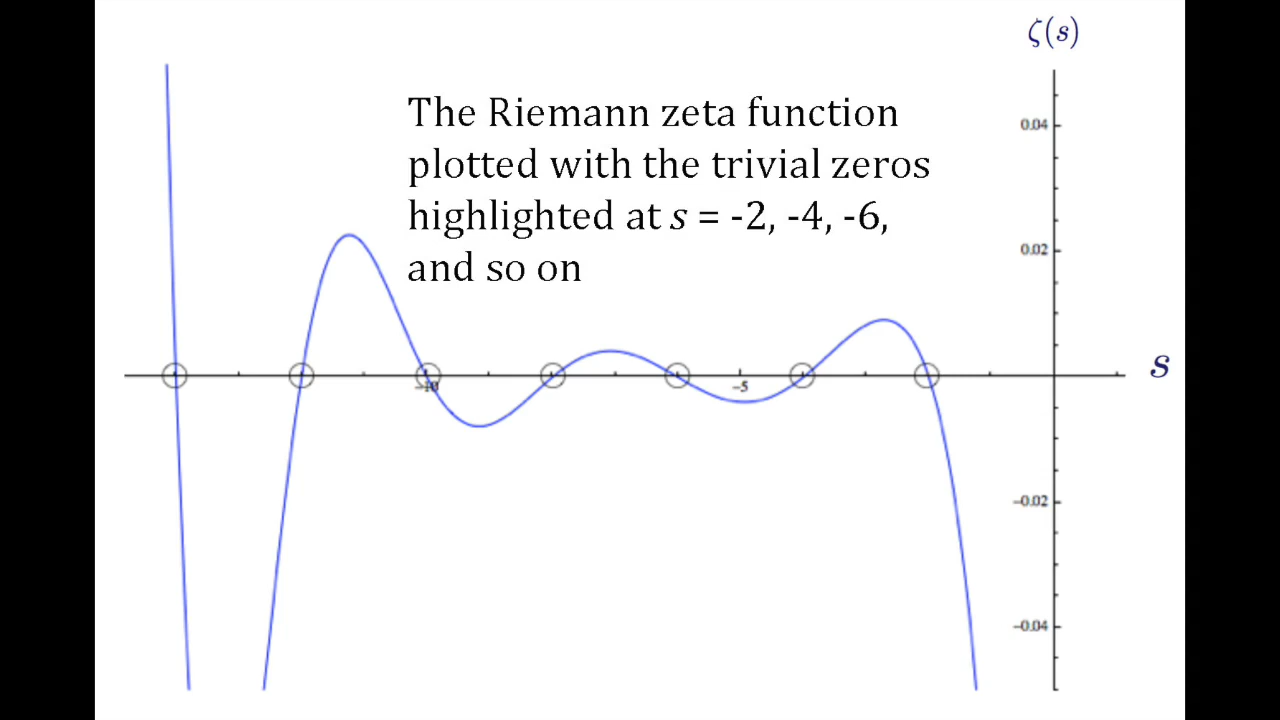 ζ(s)
The Riemann zeta function
plotted with the trivial zeros
highlighted at s = -2, -4, -6,
and so on
0.04
0.02
s
−10
−5
−0.02
−0.04